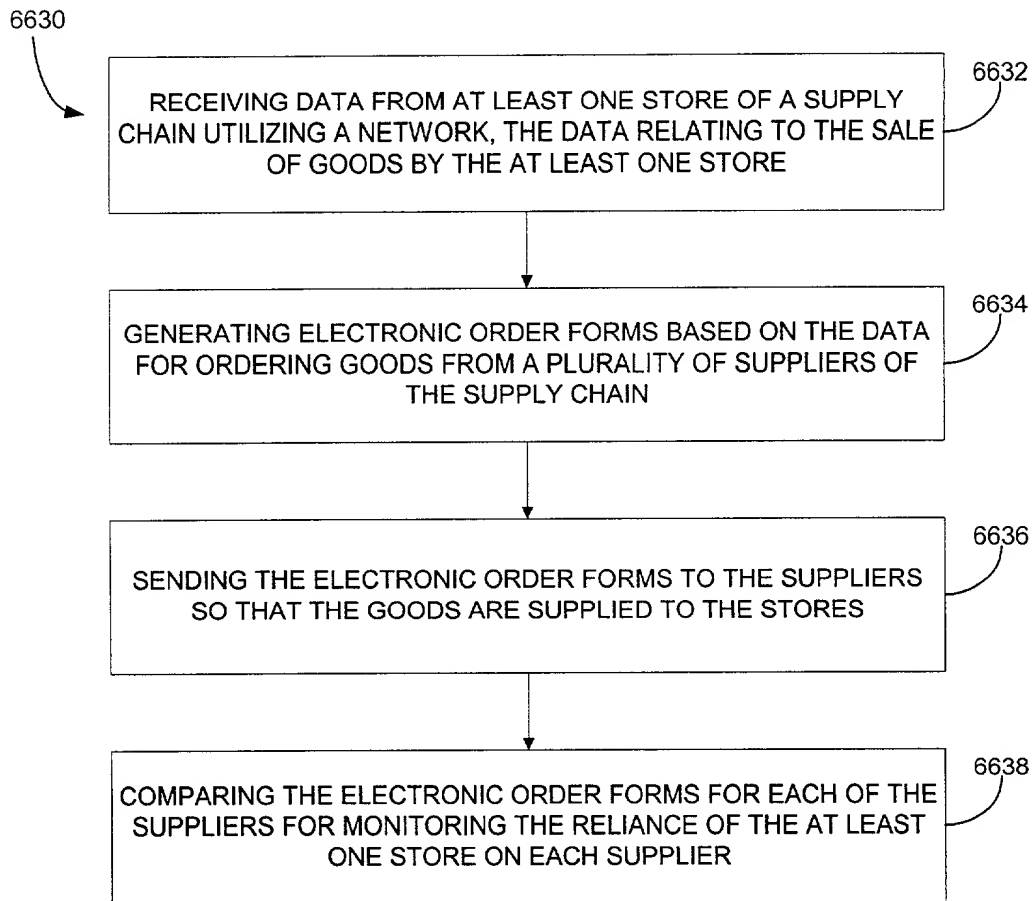 6630
6632
RECEIVING DATA FROM AT LEAST ONE STORE OF A SUPPLY
CHAIN UTILIZING A NETWORK, THE DATA RELATING TO THE SALE
OF GOODS BY THE AT LEAST ONE STORE
6634
GENERATING ELECTRONIC ORDER FORMS BASED ON THE DATA
FOR ORDERING GOODS FROM A PLURALITY OF SUPPLIERS OF
THE SUPPLY CHAIN
6636
SENDING THE ELECTRONIC ORDER FORMS TO THE SUPPLIERS
SO THAT THE GOODS ARE SUPPLIED TO THE STORES
6638
COMPARING THE ELECTRONIC ORDER FORMS FOR EACH OF THE
SUPPLIERS FOR MONITORING THE RELIANCE OF THE AT LEAST
ONE STORE ON EACH SUPPLIER